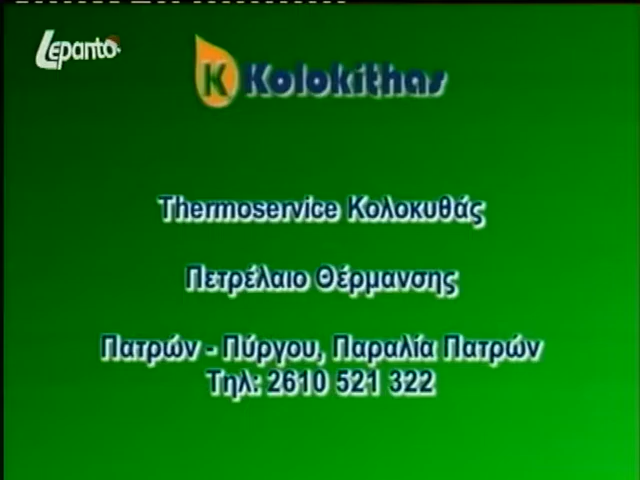 Lepanto
K Kolokithas
Thermoservice Κολοκυθάς
Πετρέλαιο Θέρμανσης
Πατρών - Πύργου, Παραλία Πατρών
Τηλ: 2610 521 322